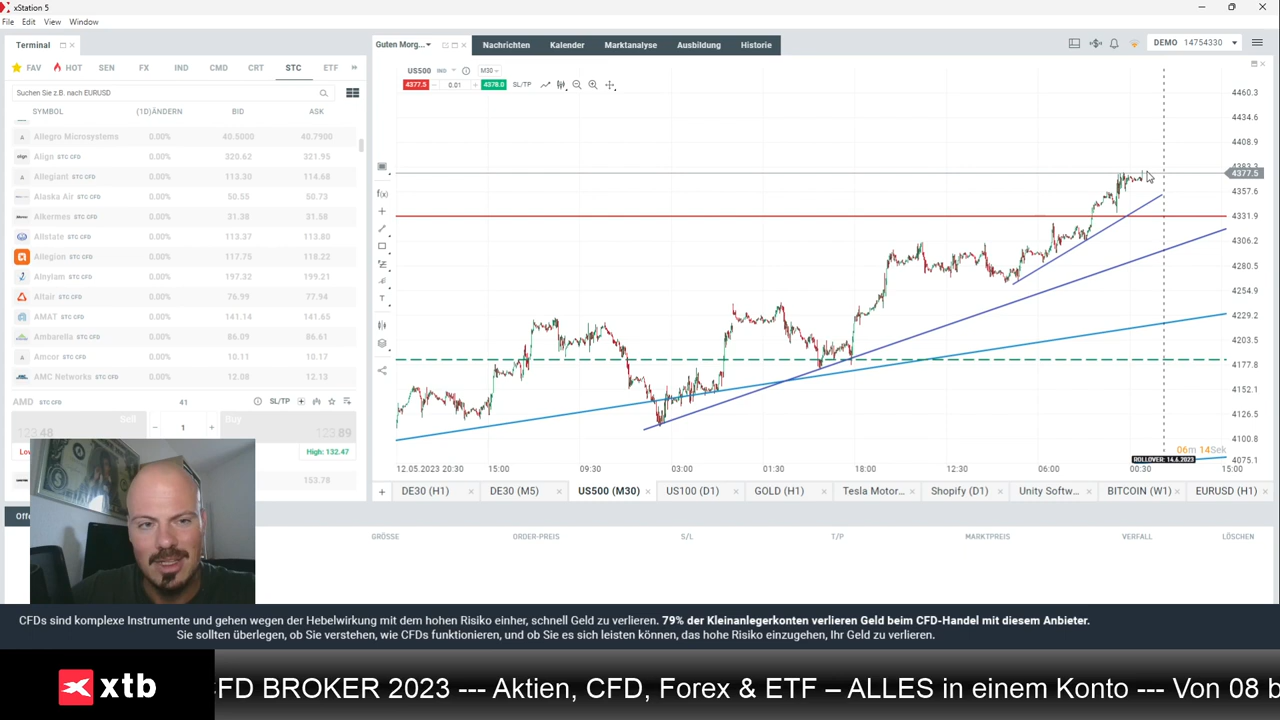 xStation 5
File Edit View Window
Terminal
FAV HOT SEN FX IND CMD CRT STC ETF »
Suchen Sie z.B. nach EURUSD
SYMBOL (1D)ÄNDERN BID ASK
Allegro Microsystems 0.00% 40.5000 40.7900
Align STC CFD 0.00% 320.62 321.95
Allegiant 0.00% 113.30 114.68
Alaska Air STC CFD 0.00% 50.55 50.73
Alkermes STC CFD 0.00% 31.38 31.58
Allstate STC CFD 0.00% 113.37 113.80
Allegion STC CFD 0.00% 117.75 118.22
Alnylam STC CFD 0.00% 197.32 199.21
Altair STC CFD 0.00% 76.99 77.94
AMAT STC CFD 0.00% 141.14 141.65
Ambarella STC CFD 0.00% 86.09 86.61
Amcor STC CFD 0.00% 10.11 10.17
AMC Networks STC CFD 0.00% 12.08 12.13
AMD STC CFD 41 SL/TP
Sell Buy
123.48 1 123.89
Lo High: 132.47
153.78
Guten Morg... Nachrichten Kalender Marktanalyse Ausbildung Historie
DEMO 14754330
US500 IND M30
4377.5 0.01 4378.0 SL/TP
f(x)
T
4460.3
4434.6
4408.9
4383.3
4377.5
4357.6
4331.9
4306.2
4280.5
4254.9
4229.2
4203.5
4177.8
4152.1
4126.5
4100.8
4075.1
06m 14Sek
ROLLOVER: 14.6.2023
12.05.2023 20:30 15:00 09:30 03:00 01:30 18:00 12:30 06:00 00:30 15:00
DE30 (H1) DE30 (M5) US500 (M30) US100 (D1) GOLD (H1) Tesla Motor... Shopify (D1) Unity Softw... BITCOIN (W1) EURUSD (H1)
Offe
GRÖSSE ORDER-PREIS S/L T/P MARKTPREIS VERFALL LÖSCHEN
CFDs sind komplexe Instrumente und gehen wegen der Hebelwirkung mit dem hohen Risiko einher, schnell Geld zu verlieren. 79% der Kleinanlegerkonten verlieren Geld beim CFD-Handel mit diesem Anbieter.
Sie sollten überlegen, ob Sie verstehen, wie CFDs funktionieren, und ob Sie es sich leisten können, das hohe Risiko einzugehen, Ihr Geld zu verlieren.
xtb
CFD BROKER 2023 --- Aktien, CFD, Forex & ETF – ALLES in einem Konto --- Von 08 b